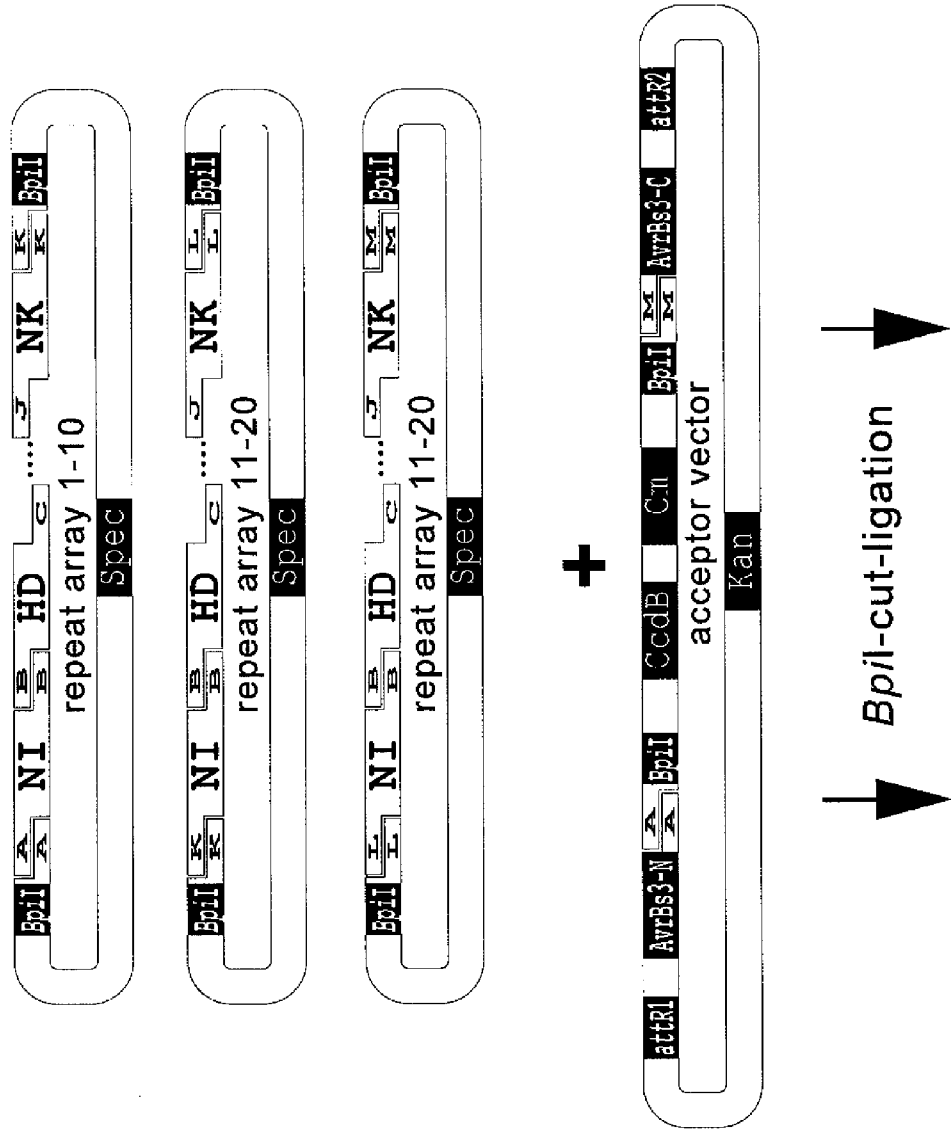 BpiI A A NI B B HD C ..... J NK K K BpiI
repeat array 1-10
Spec
BpiI K K NI B B HD C ..... J NK L L BpiI
repeat array 11-20
Spec
BpiI L L NI B B HD C .... J NK M M BpiI
repeat array 11-20
Spec
+
attR1 AvrBs3-N A A BpiI CcdB Cm BpiI M M AvrBs3-C attR2
acceptor vector
Kan
BpiI-cut-ligation